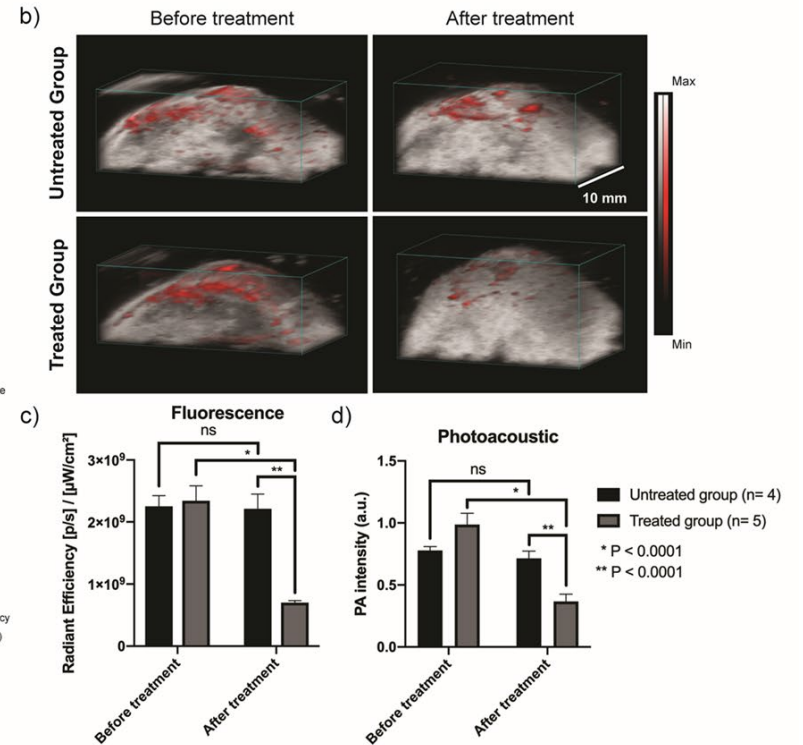 b)
Before treatment
After treatment
Untreated Group
Treated Group
10 mm
Max
Min
e
cy
)
c)
Fluorescence
Radiant Efficiency [p/s] / [µW/cm²]
3×10⁹
2×10⁹
1×10⁹
0
ns
*
**
Before treatment
After treatment
d)
Photoacoustic
PA intensity (a.u.)
1.5
1.0
0.5
0.0
ns
*
**
Before treatment
After treatment
Untreated group (n= 4)
Treated group (n= 5)
* P < 0.0001
** P < 0.0001